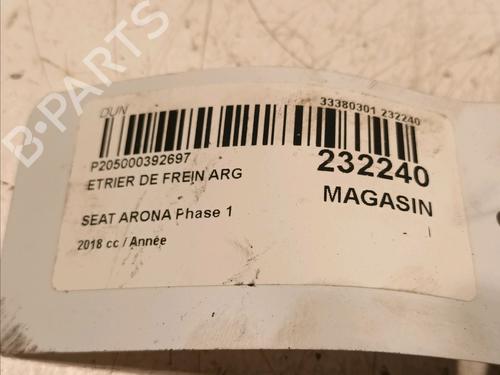 DUN
33380301 232240
P205000392697
232240
ETRIER DE FREIN ARG
MAGASIN
SEAT ARONA Phase 1
2018 cc / Année
B-PARTS